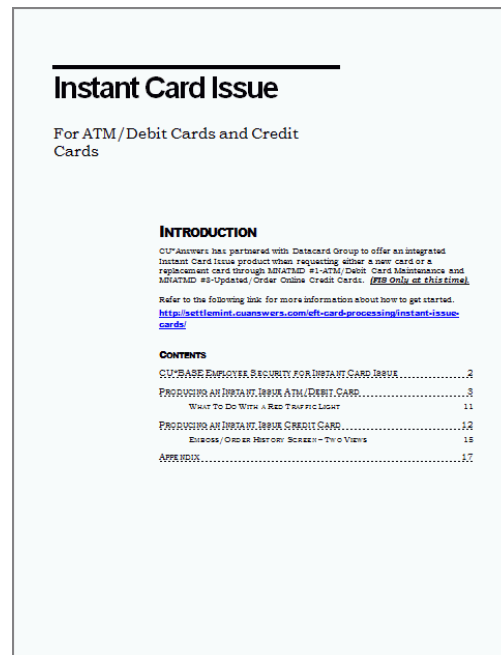 Instant Card Issue
For ATM/Debit Cards and Credit
Cards
INTRODUCTION
CU*Answers has partnered with Datacard Group to offer an integrated
Instant Card Issue product when requesting either a new card or a
replacement card through MNATMD #1-ATM/Debit Card Maintenance and
MNATMD #8-Updated/Order Online Credit Cards. (FIS Only at this time).
Refer to the following link for more information about how to get started.
http://settlemint.cuanswers.com/eft-card-processing/instant-issue-
cards/
CONTENTS
CU*BASE EMPLOYEE SECURITY FOR INSTANT CARD ISSUE 2
PRODUCING AN INSTANT ISSUE ATM/DEBIT CARD 3
WHAT TO DO WITH A RED TRAFFIC LIGHT 11
PRODUCING AN INSTANT ISSUE CREDIT CARD 12
EMBOSS/ORDER HISTORY SCREEN – TWO VIEWS 15
APPENDIX 17